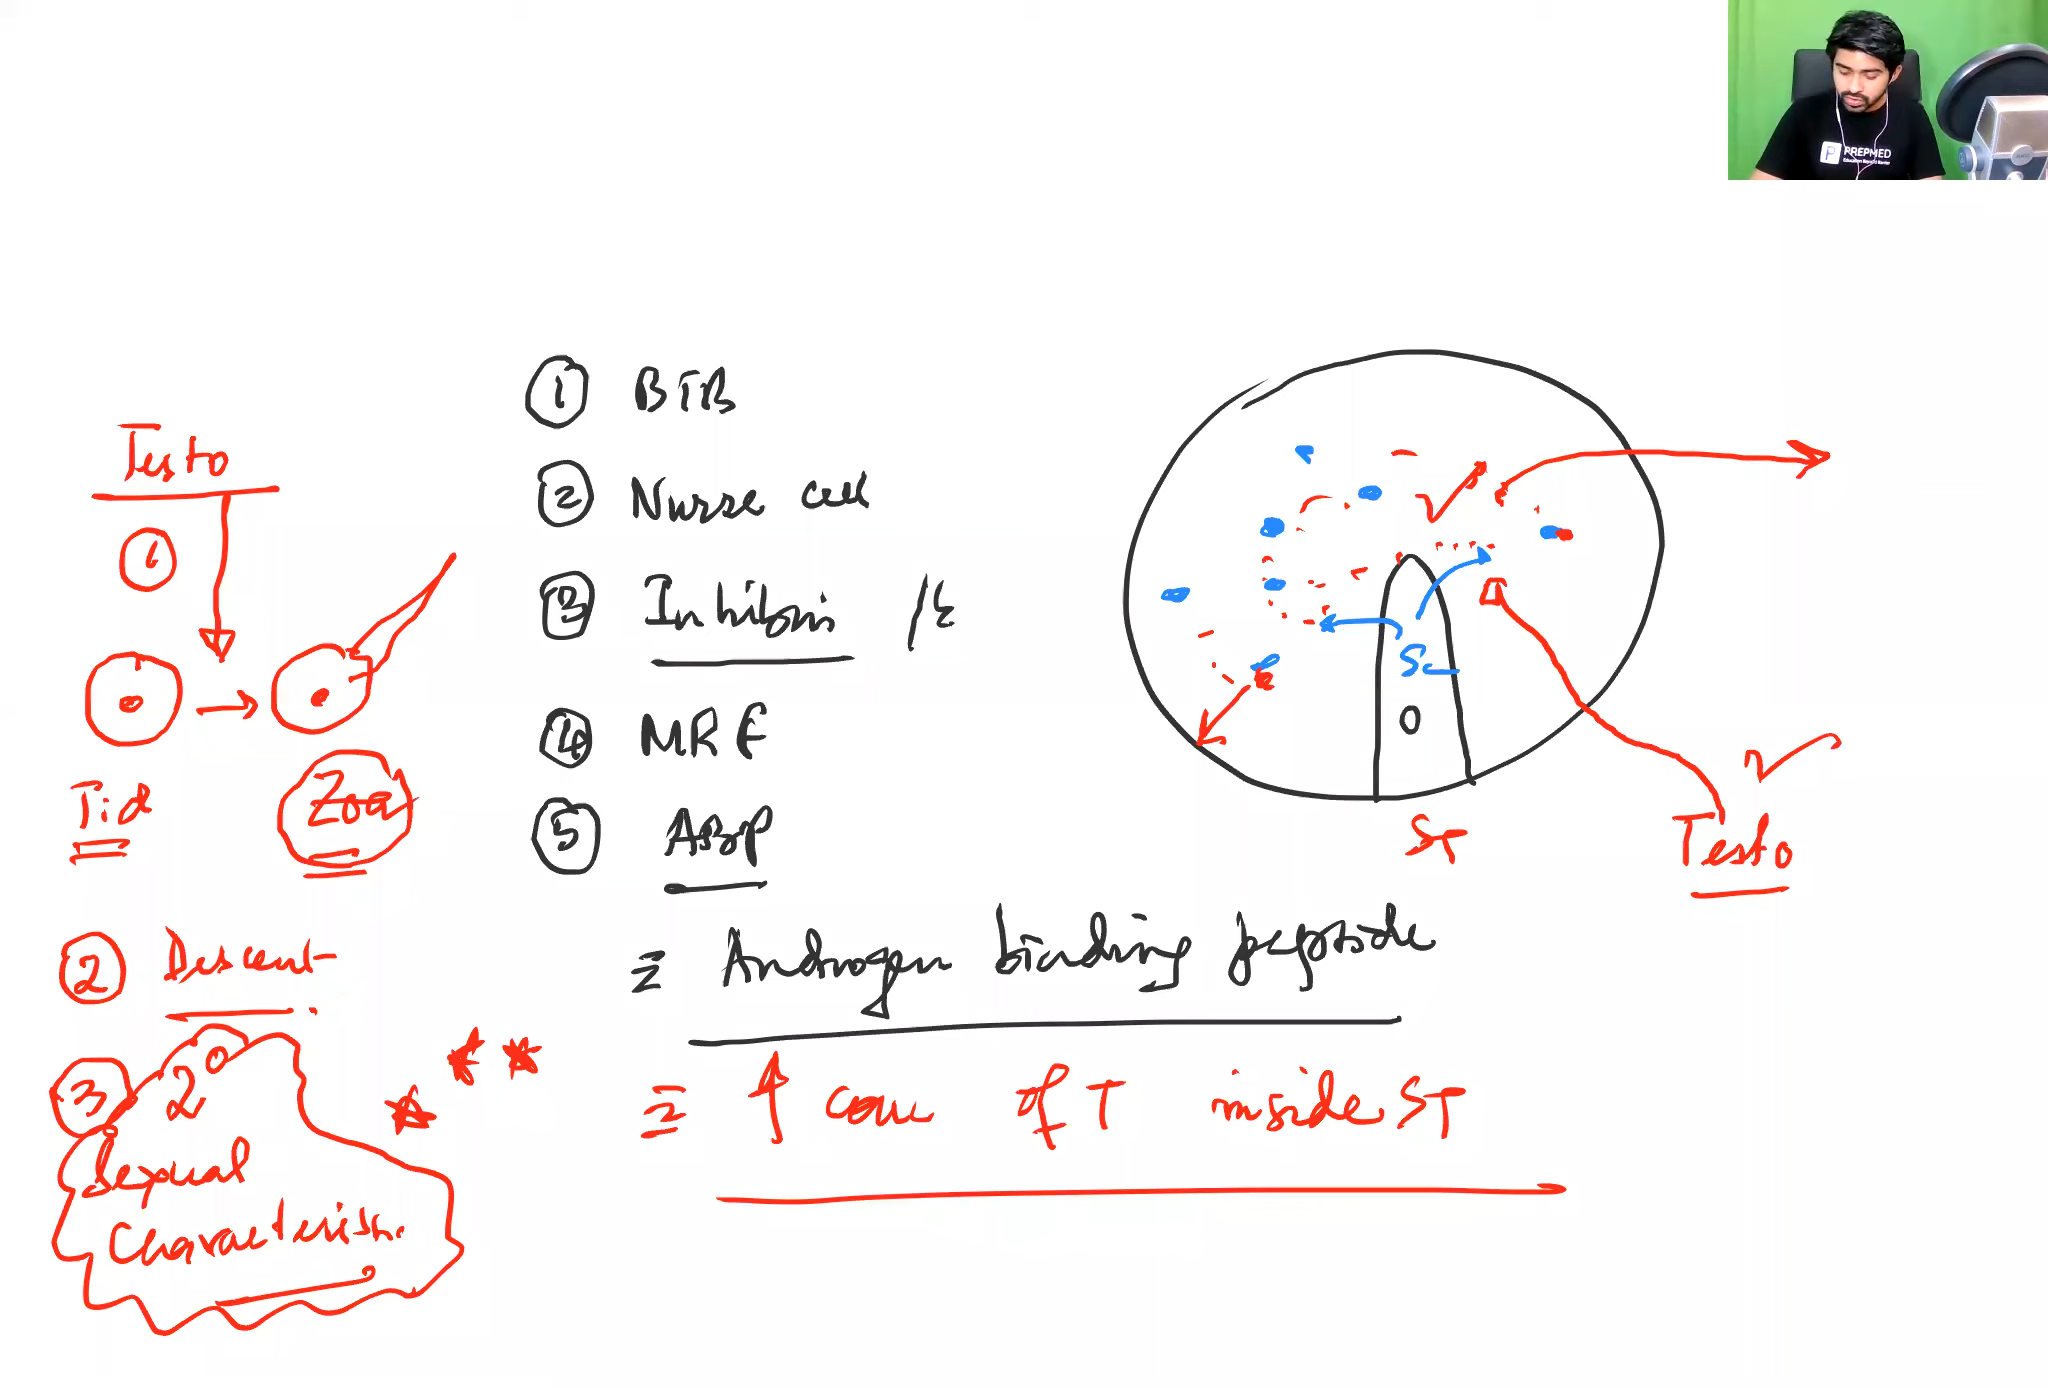 PREPMED
Testo
1
Tid
Zoa
2 Descent
3 2°
Sexual
Characteristic
1 BTB
2 Nurse cell
3 Inhibin
4 MRF
5 ABP
= Androgen binding peptide
= ↑ conc of T inside ST
S
ST
Testo